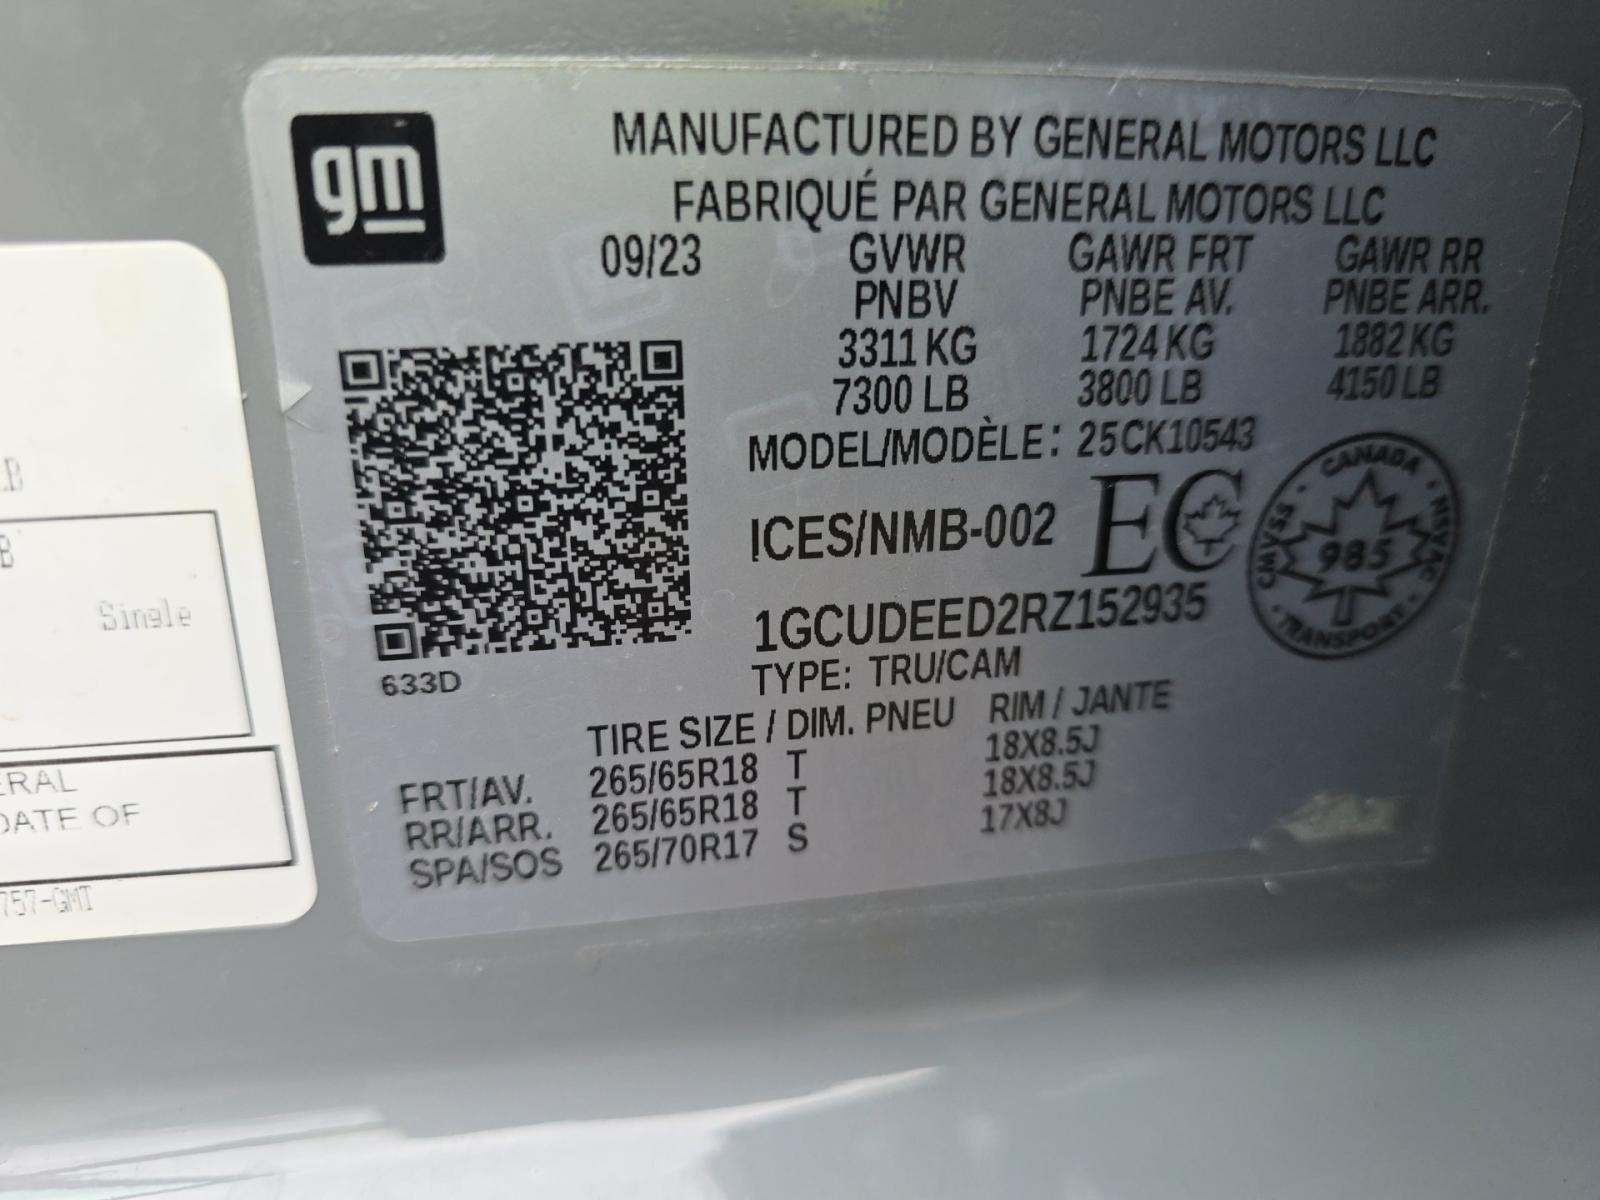 gm
MANUFACTURED BY GENERAL MOTORS LLC
FABRIQUÉ PAR GENERAL MOTORS LLC
09/23 GVWR GAWR FRT GAWR RR
PNBV PNBE AV. PNBE ARR.
3311 KG 1724 KG 1882 KG
7300 LB 3800 LB 4150 LB
MODEL/MODÈLE: 25CK10543
ICES/NMB-002 EC
CANADA
CMVSS 985 NSVAC
TRANSPORT
1GCUDEED2RZ152935
TYPE: TRU/CAM
633D
TIRE SIZE / DIM. PNEU RIM / JANTE
FRT/AV. 265/65R18 T 18X8.5J
RR/ARR. 265/65R18 T 18X8.5J
SPA/SOS 265/70R17 S 17X8J
LB
B
Single
ERAL
DATE OF
757-GMT